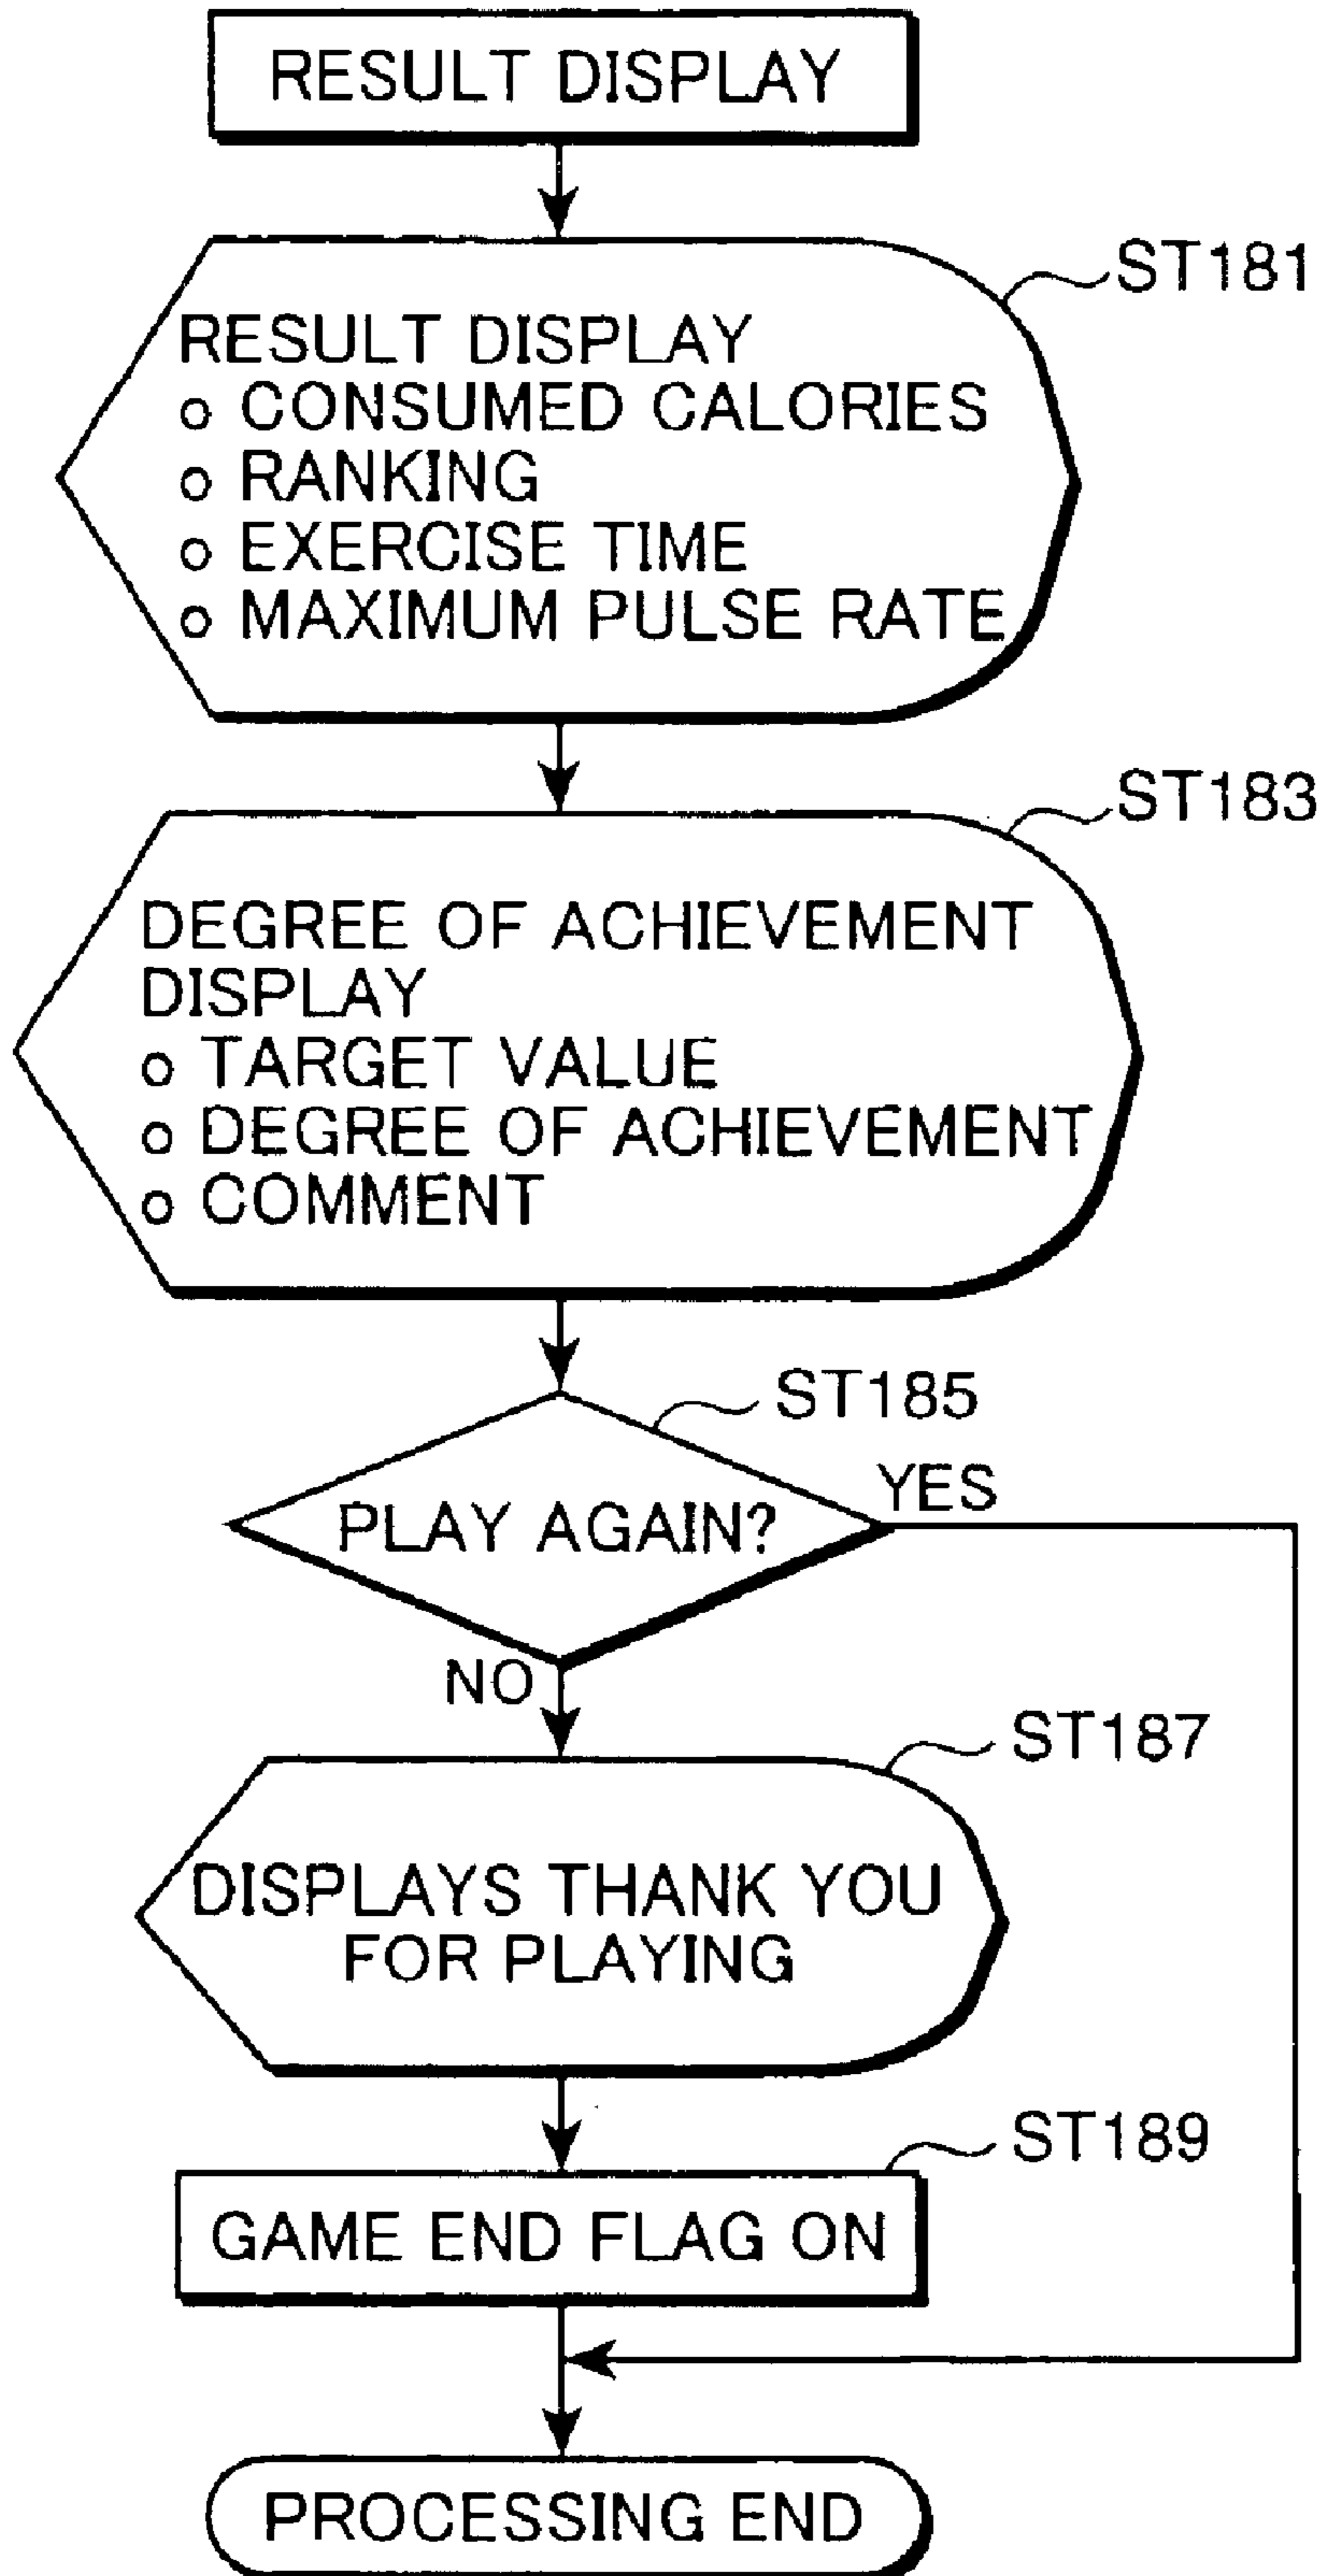 RESULT DISPLAY
ST181
RESULT DISPLAY
o CONSUMED CALORIES
o RANKING
o EXERCISE TIME
o MAXIMUM PULSE RATE
ST183
DEGREE OF ACHIEVEMENT
DISPLAY
o TARGET VALUE
o DEGREE OF ACHIEVEMENT
o COMMENT
ST185
YES
PLAY AGAIN?
NO
ST187
DISPLAYS THANK YOU
FOR PLAYING
ST189
GAME END FLAG ON
PROCESSING END